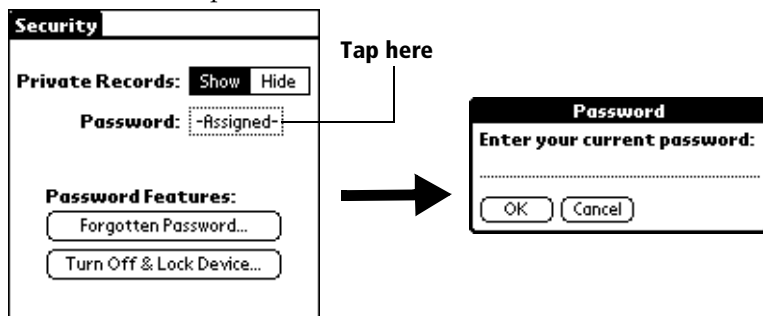 Security
Private Records: Show Hide
Password: -Assigned-
Password Features:
Forgotten Password...
Turn Off & Lock Device...
Tap here
Password
Enter your current password:
OK Cancel